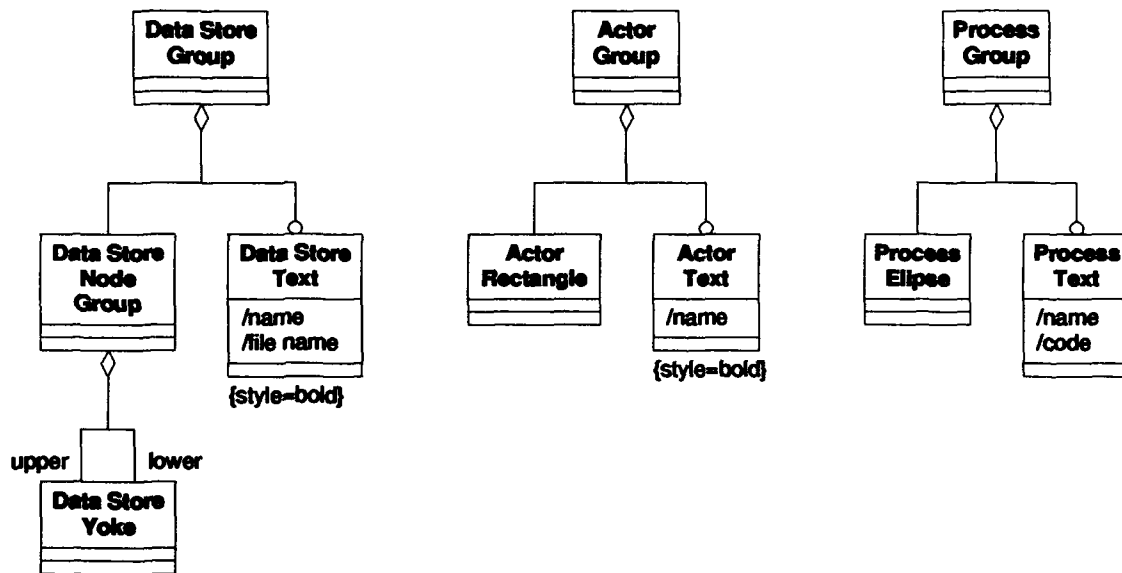 Data Store
Group
Actor
Group
Process
Group
Data Store
Node
Group
Data Store
Text
/name
/file name
{style=bold}
Actor
Rectangle
Actor
Text
/name
{style=bold}
Process
Elipse
Process
Text
/name
/code
upper
lower
Data Store
Yoke